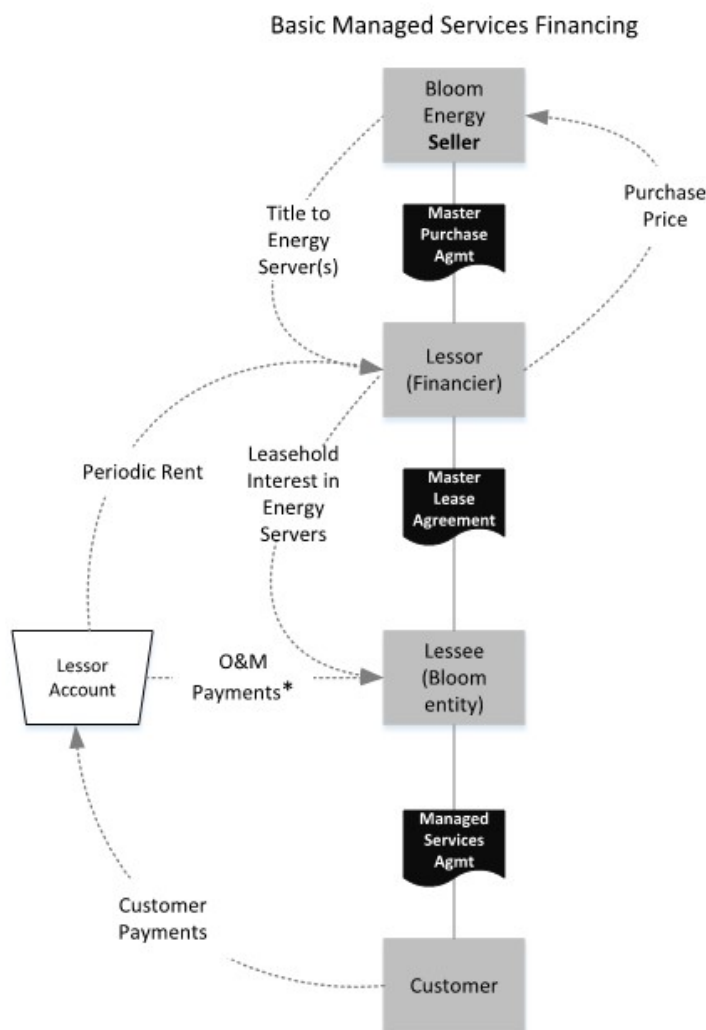 Basic Managed Services Financing
Bloom
Energy
Seller
Purchase
Price
Title to
Energy
Server(s)
Master
Purchase
Agmt
Lessor
(Financier)
Periodic Rent
Leasehold
Interest in
Energy
Servers
Master
Lease
Agreement
Lessor
Account
O&M
Payments*
Lessee
(Bloom
entity)
Managed
Services
Agmt
Customer
Payments
Customer